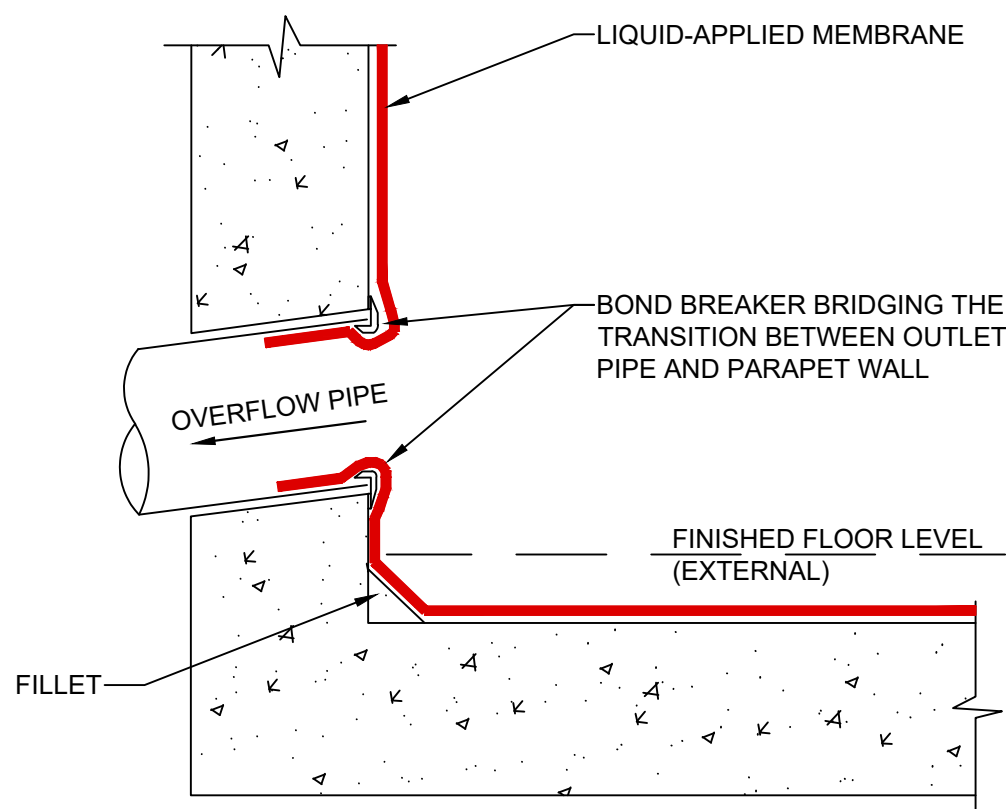 LIQUID-APPLIED MEMBRANE
BOND BREAKER BRIDGING THE
TRANSITION BETWEEN OUTLET
PIPE AND PARAPET WALL
OVERFLOW PIPE
FINISHED FLOOR LEVEL
(EXTERNAL)
FILLET